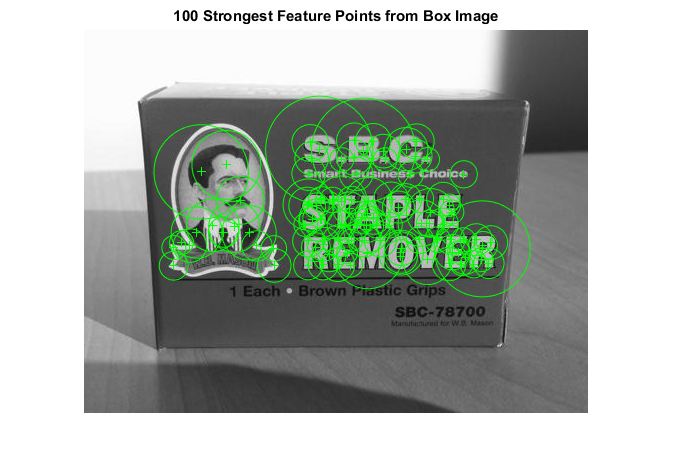 100 Strongest Feature Points from Box Image
S.B.C.
Smart Business Choice
STAPLE
REMOVER
1 Each • Brown Plastic Grips
SBC-78700
Manufactured for W.B. Mason